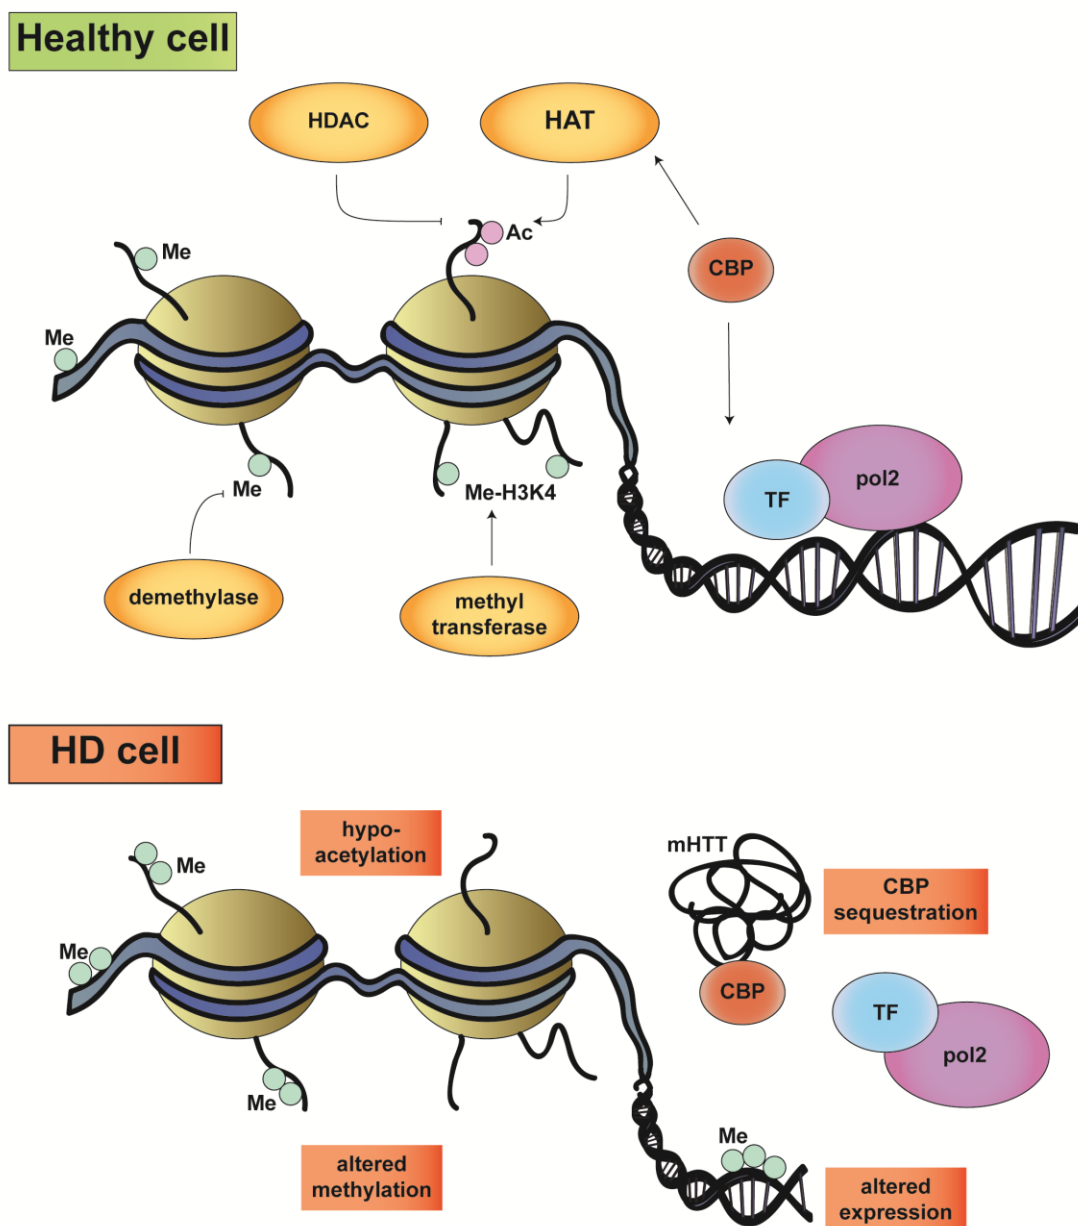 Healthy cell
HDAC
HAT
Ac
Me
CBP
Me
Me
Me-H3K4
TF
pol2
demethylase
methyl
transferase
HD cell
hypo-
acetylation
mHTT
Me
CBP
sequestration
Me
CBP
TF
pol2
Me
Me
altered
methylation
altered
expression